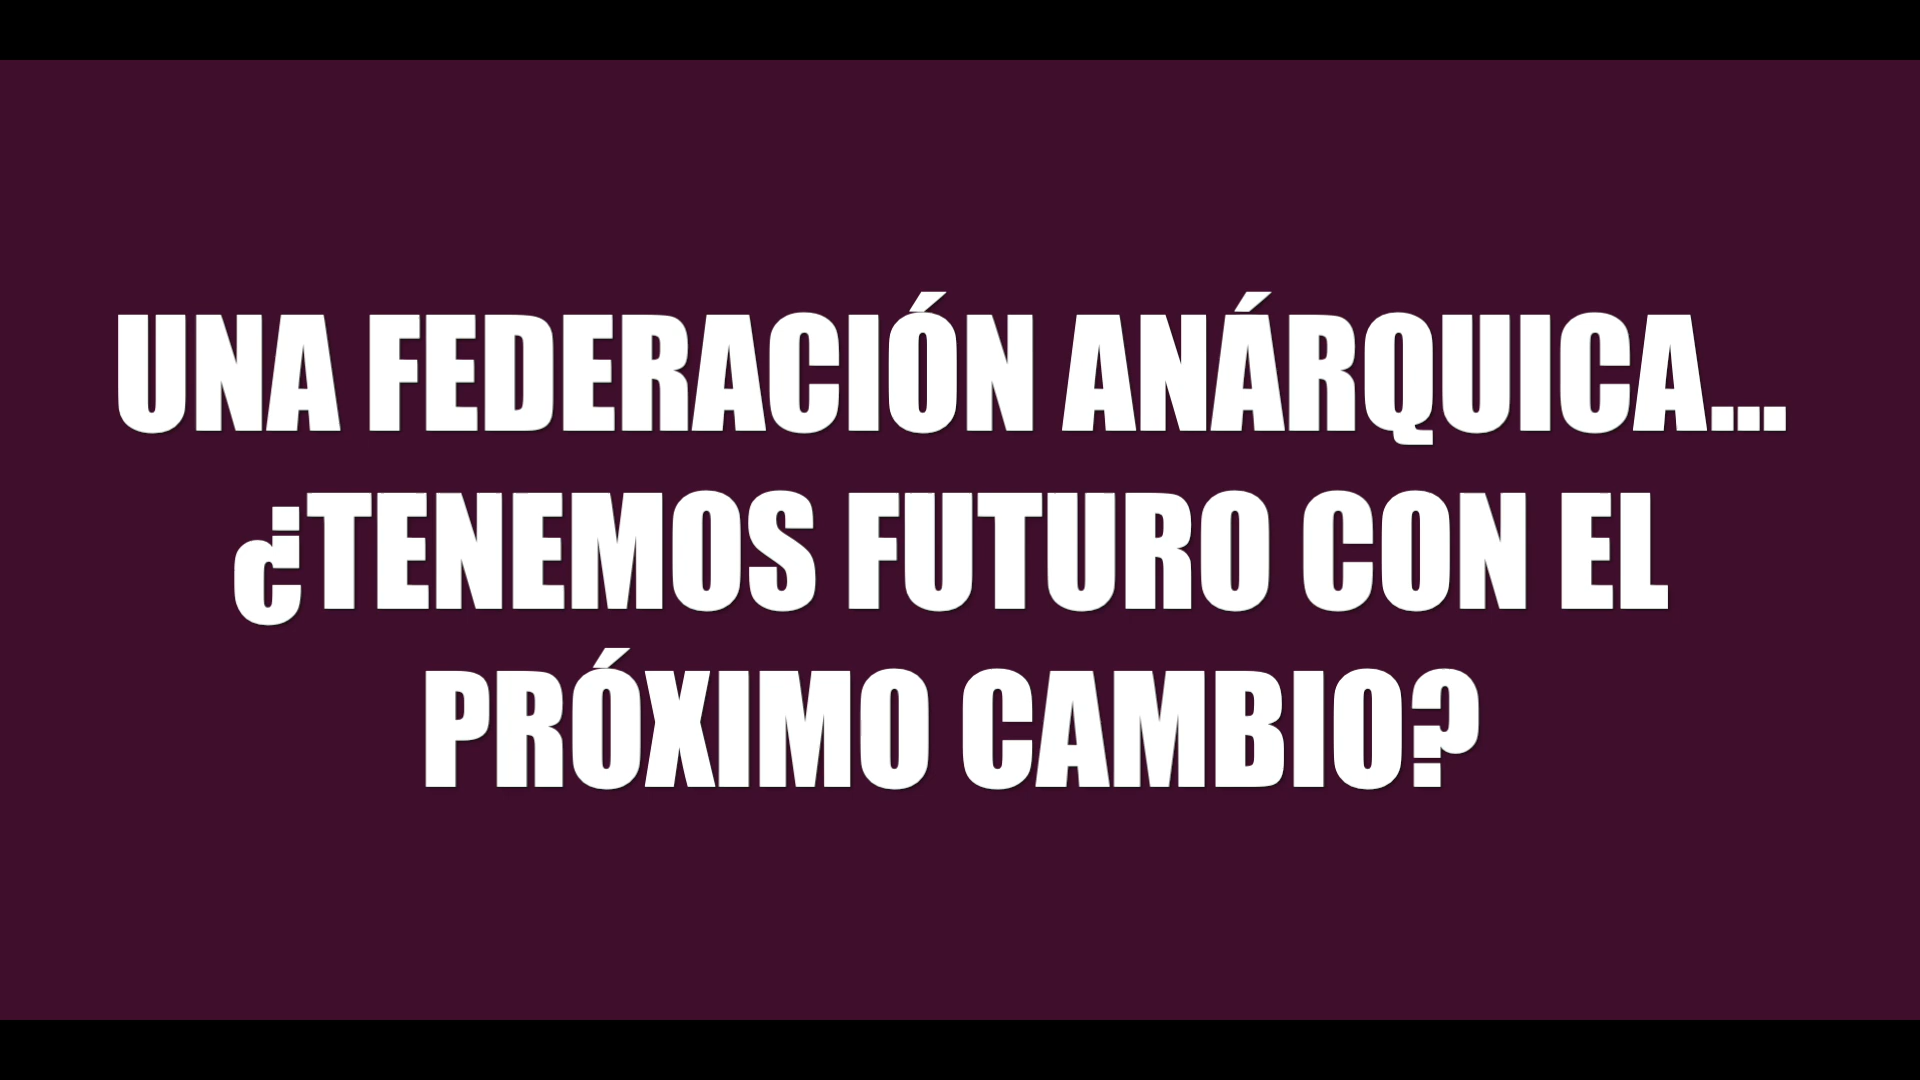 UNA FEDERACIÓN ANÁRQUICA...
¿TENEMOS FUTURO CON EL
PRÓXIMO CAMBIO?